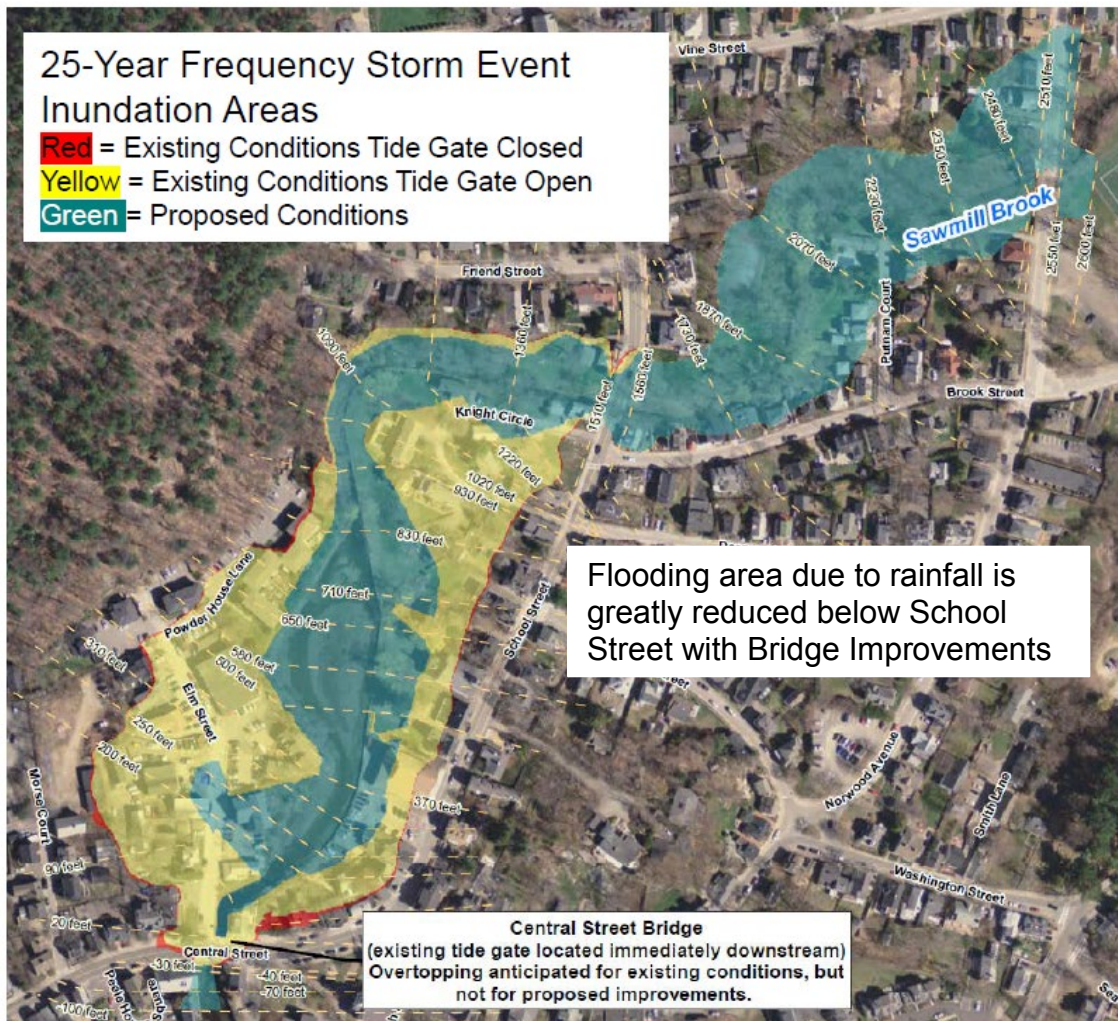 25-Year Frequency Storm Event
Inundation Areas
Red = Existing Conditions Tide Gate Closed
Yellow = Existing Conditions Tide Gate Open
Green = Proposed Conditions
Vine Street
2510 feet
2480 feet
2350 feet
2230 feet
Sawmill Brook
2070 feet
2550 feet
2600 feet
Friend Street
1870 feet
Putnam Court
1730 feet
1090 feet
1360 feet
1560 feet
1510 feet
Brook Street
Knight Circle
1220 feet
1020 feet
930 feet
830 feet
Flooding area due to rainfall is
greatly reduced below School
Street with Bridge Improvements
710 feet
Powder House Lane
650 feet
School Street
580 feet
500 feet
310 feet
Elm Street
250 feet
200 feet
370 feet
Norwood Avenue
Smith Lane
Morse Court
90 feet
Washington Street
20 feet
Central Street
Central Street Bridge
(existing tide gate located immediately downstream)
Overtopping anticipated for existing conditions, but
not for proposed improvements.
-30 feet
-40 feet
-70 feet
-100 feet